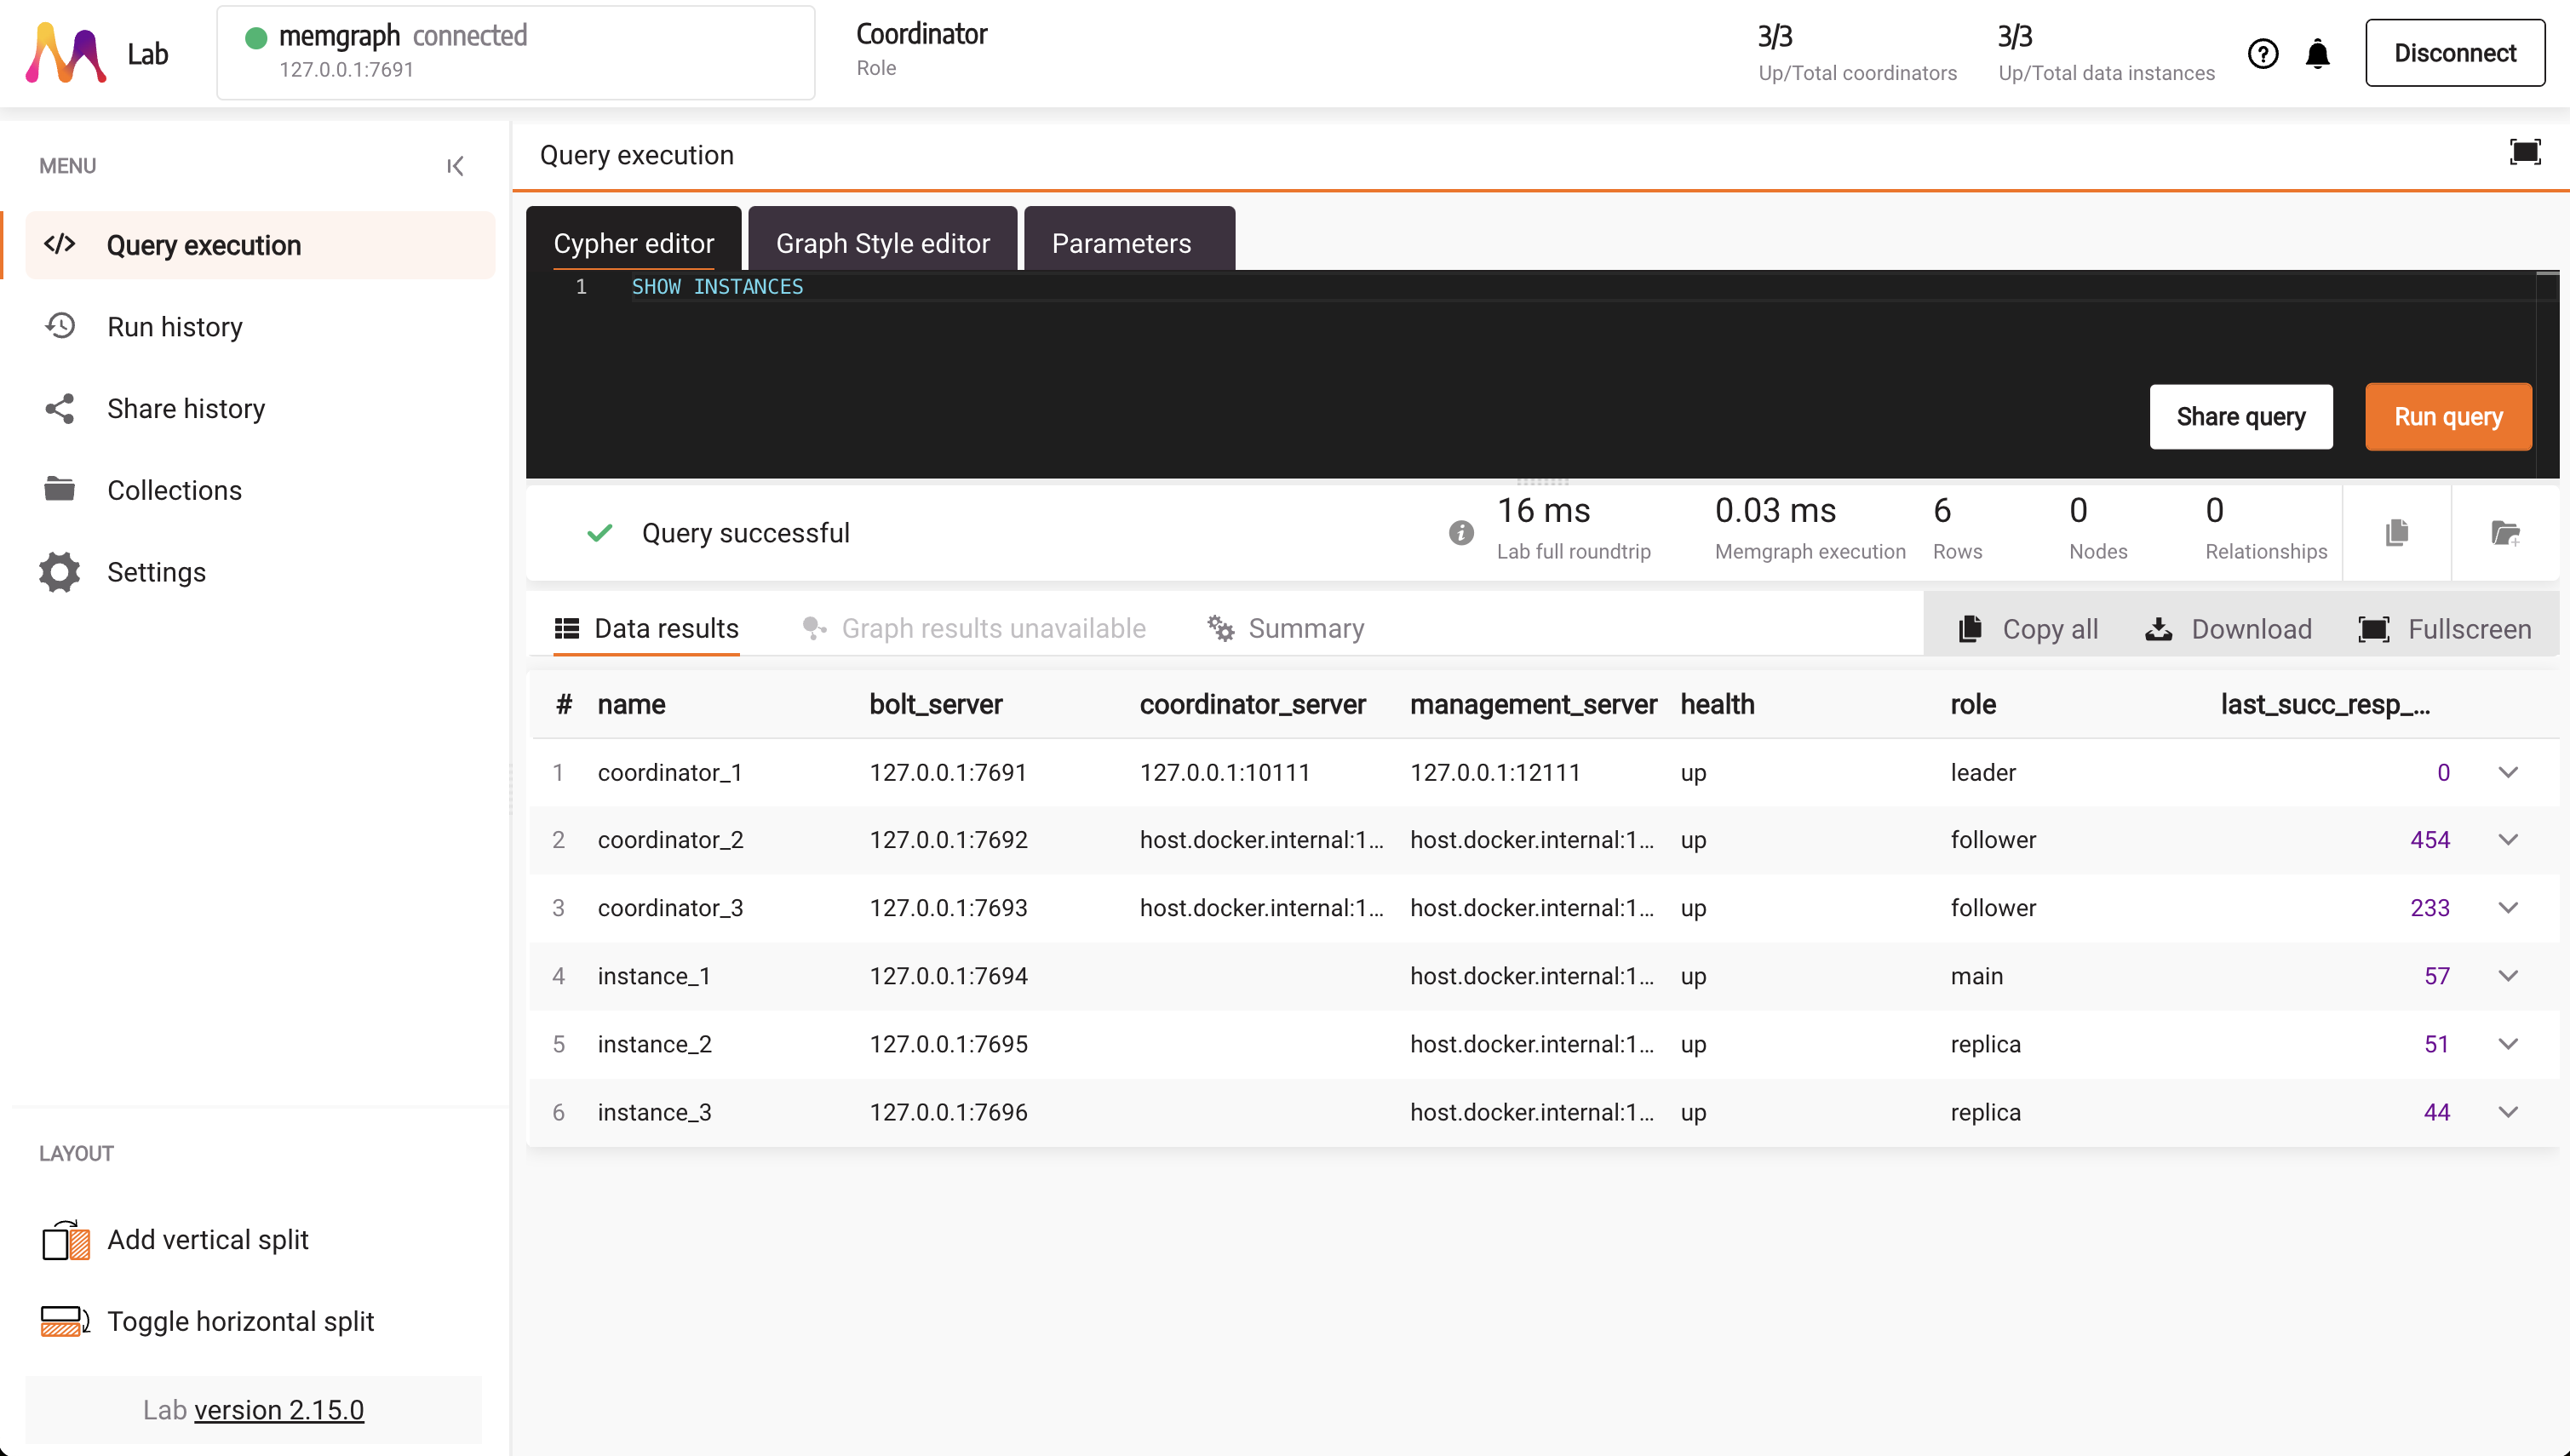 Lab
memgraph connected
127.0.0.1:7691
Coordinator
Role
3/3
Up/Total coordinators
3/3
Up/Total data instances
Disconnect
MENU
Query execution
Run history
Share history
Collections
Settings
LAYOUT
Add vertical split
Toggle horizontal split
Lab version 2.15.0
Query execution
Cypher editor
Graph Style editor
Parameters
1 SHOW INSTANCES
Share query
Run query
Query successful
16 ms
Lab full roundtrip
0.03 ms
Memgraph execution
6
Rows
0
Nodes
0
Relationships
Data results
Graph results unavailable
Summary
Copy all
Download
Fullscreen
# name bolt_server coordinator_server management_server health role last_succ_resp_...
1 coordinator_1 127.0.0.1:7691 127.0.0.1:10111 127.0.0.1:12111 up leader 0
2 coordinator_2 127.0.0.1:7692 host.docker.internal:1... host.docker.internal:1... up follower 454
3 coordinator_3 127.0.0.1:7693 host.docker.internal:1... host.docker.internal:1... up follower 233
4 instance_1 127.0.0.1:7694 host.docker.internal:1... up main 57
5 instance_2 127.0.0.1:7695 host.docker.internal:1... up replica 51
6 instance_3 127.0.0.1:7696 host.docker.internal:1... up replica 44